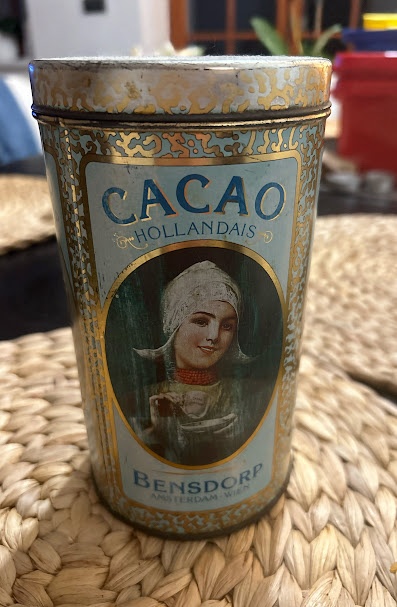 CACAO
HOLLANDAIS
BENSDORP
AMSTERDAM-WIEN